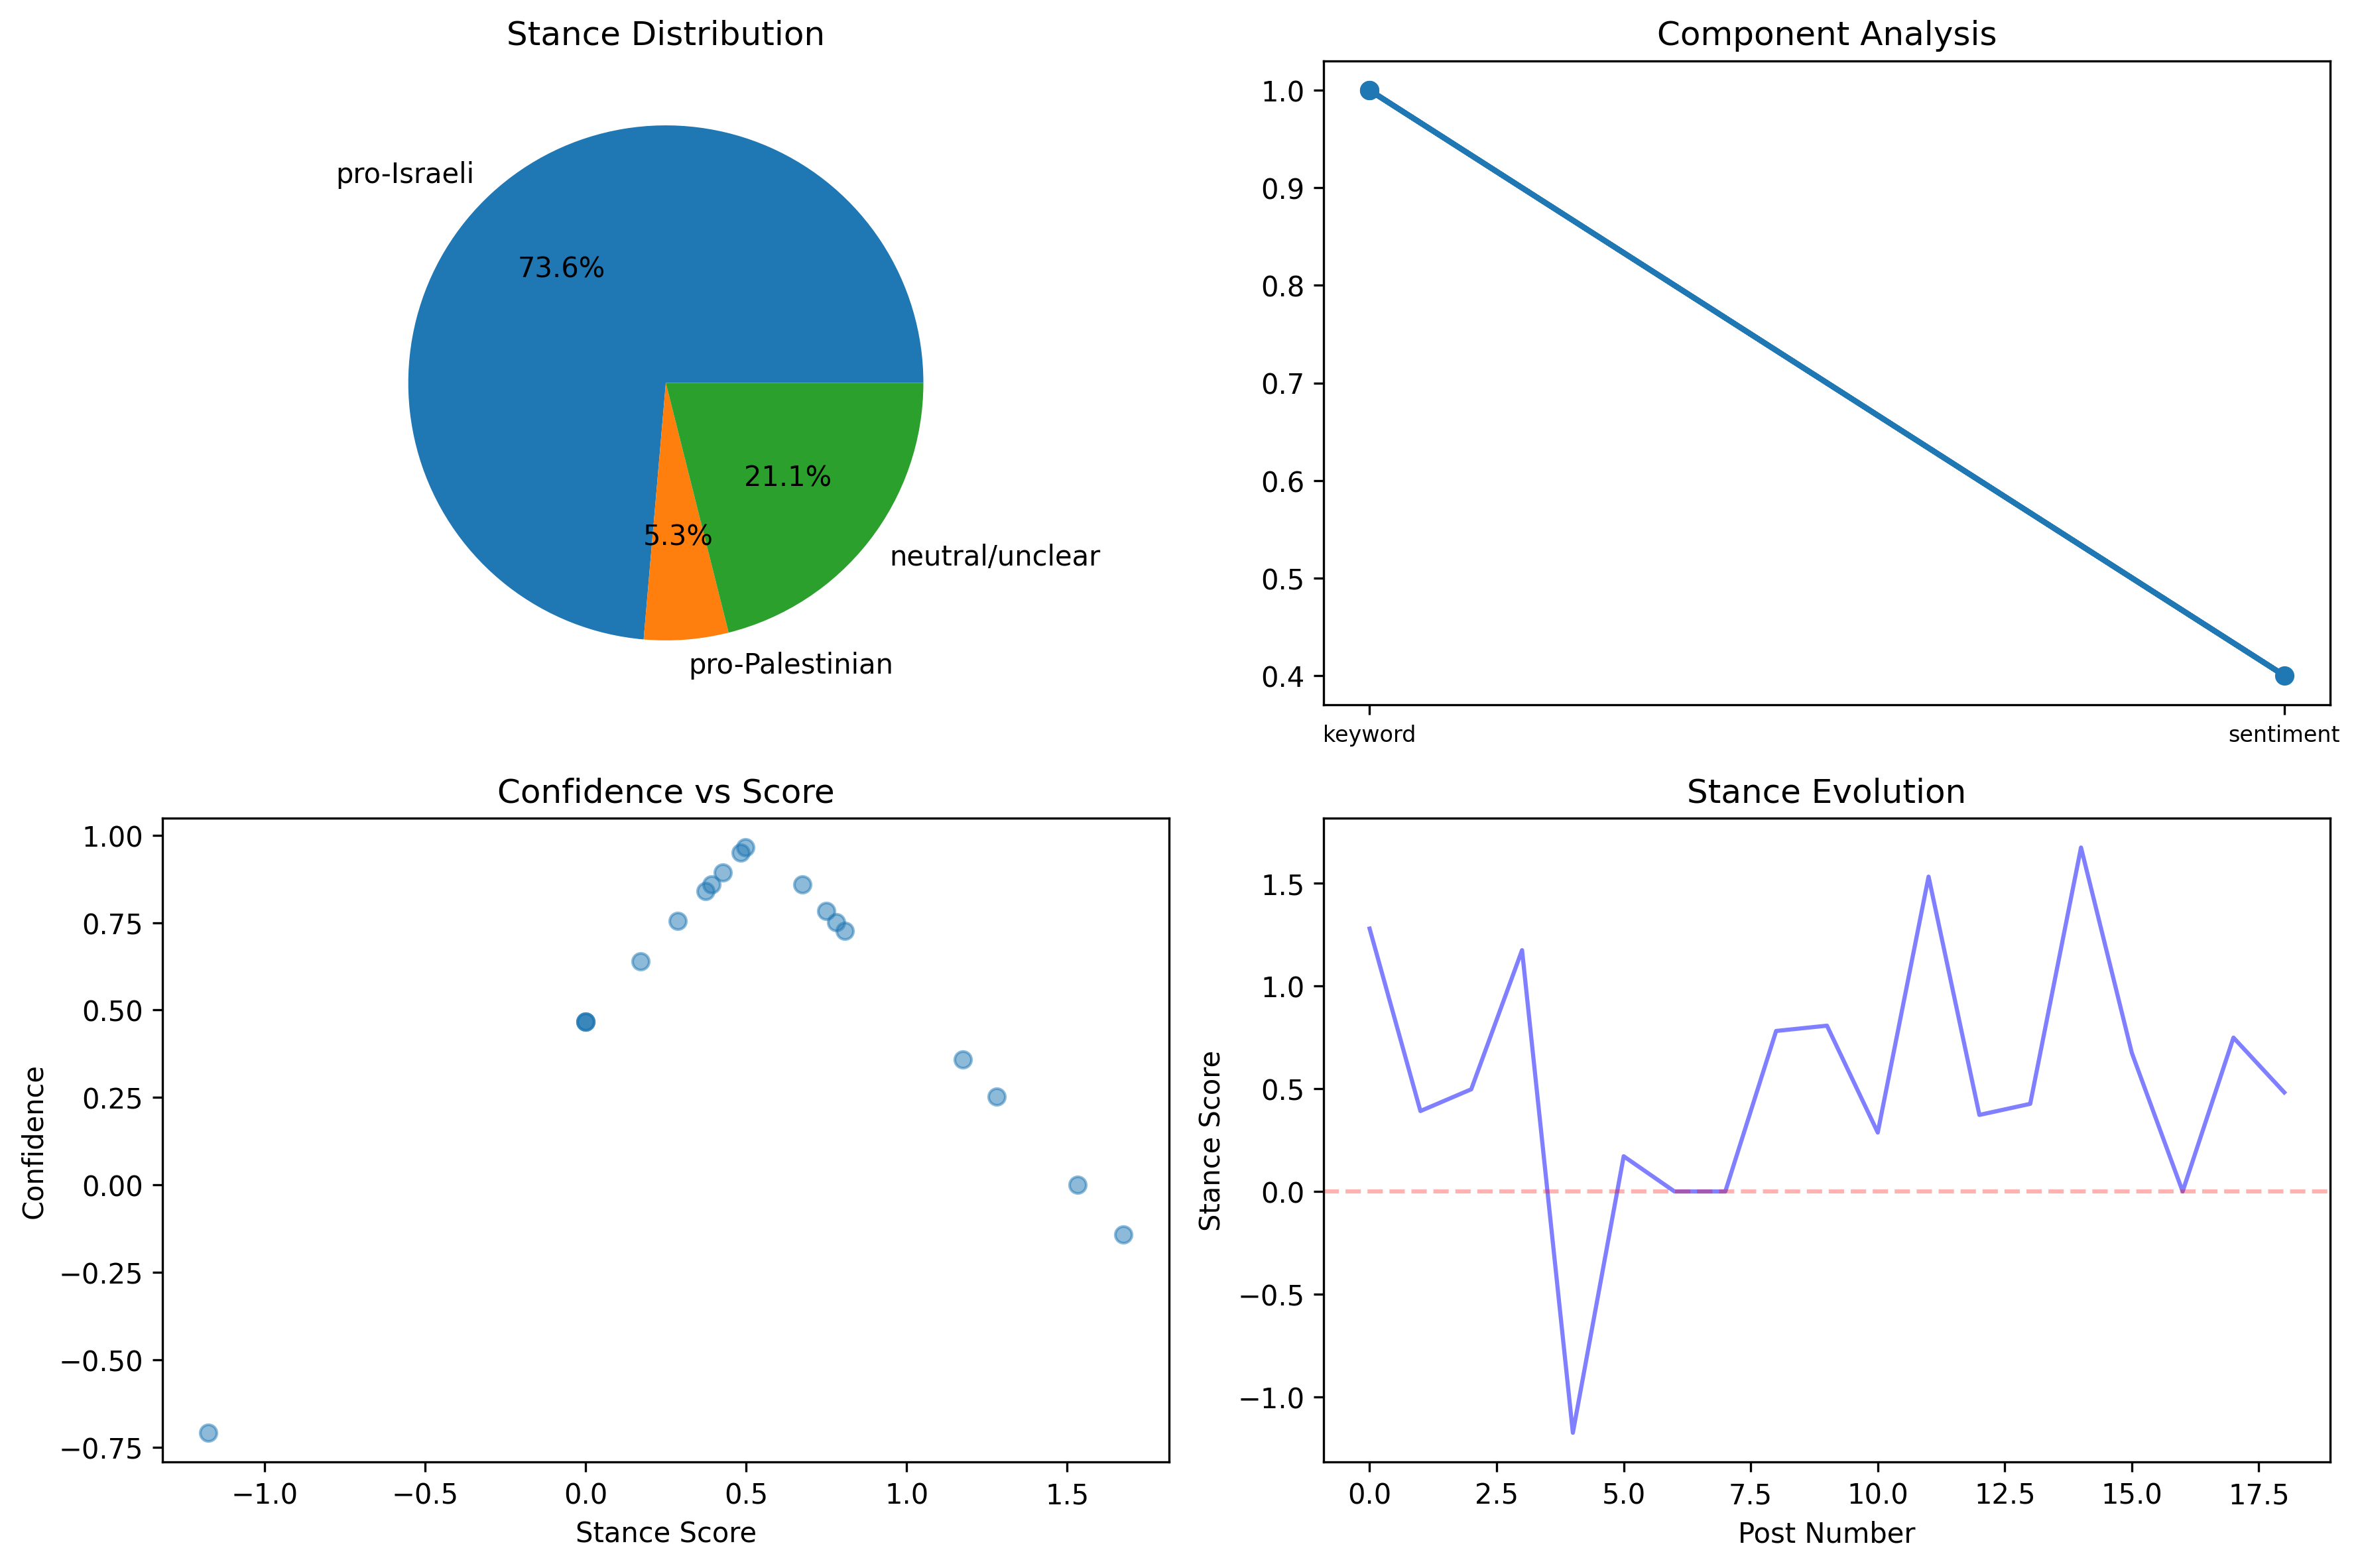 Stance Distribution
pro-Israeli
73.6%
21.1%
5.3%
neutral/unclear
pro-Palestinian
Component Analysis
1.0
0.9
0.8
0.7
0.6
0.5
0.4
keyword
sentiment
Confidence vs Score
1.00
0.75
0.50
0.25
0.00
−0.25
−0.50
−0.75
Confidence
−1.0
−0.5
0.0
0.5
1.0
1.5
Stance Score
Stance Evolution
1.5
1.0
0.5
0.0
−0.5
−1.0
Stance Score
0.0
2.5
5.0
7.5
10.0
12.5
15.0
17.5
Post Number